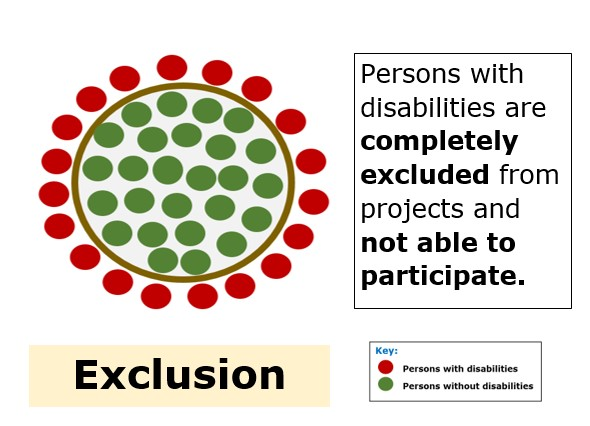 Persons with
disabilities are
completely
excluded from
projects and
not able to
participate.
Exclusion
Key:
Persons with disabilities
Persons without disabilities